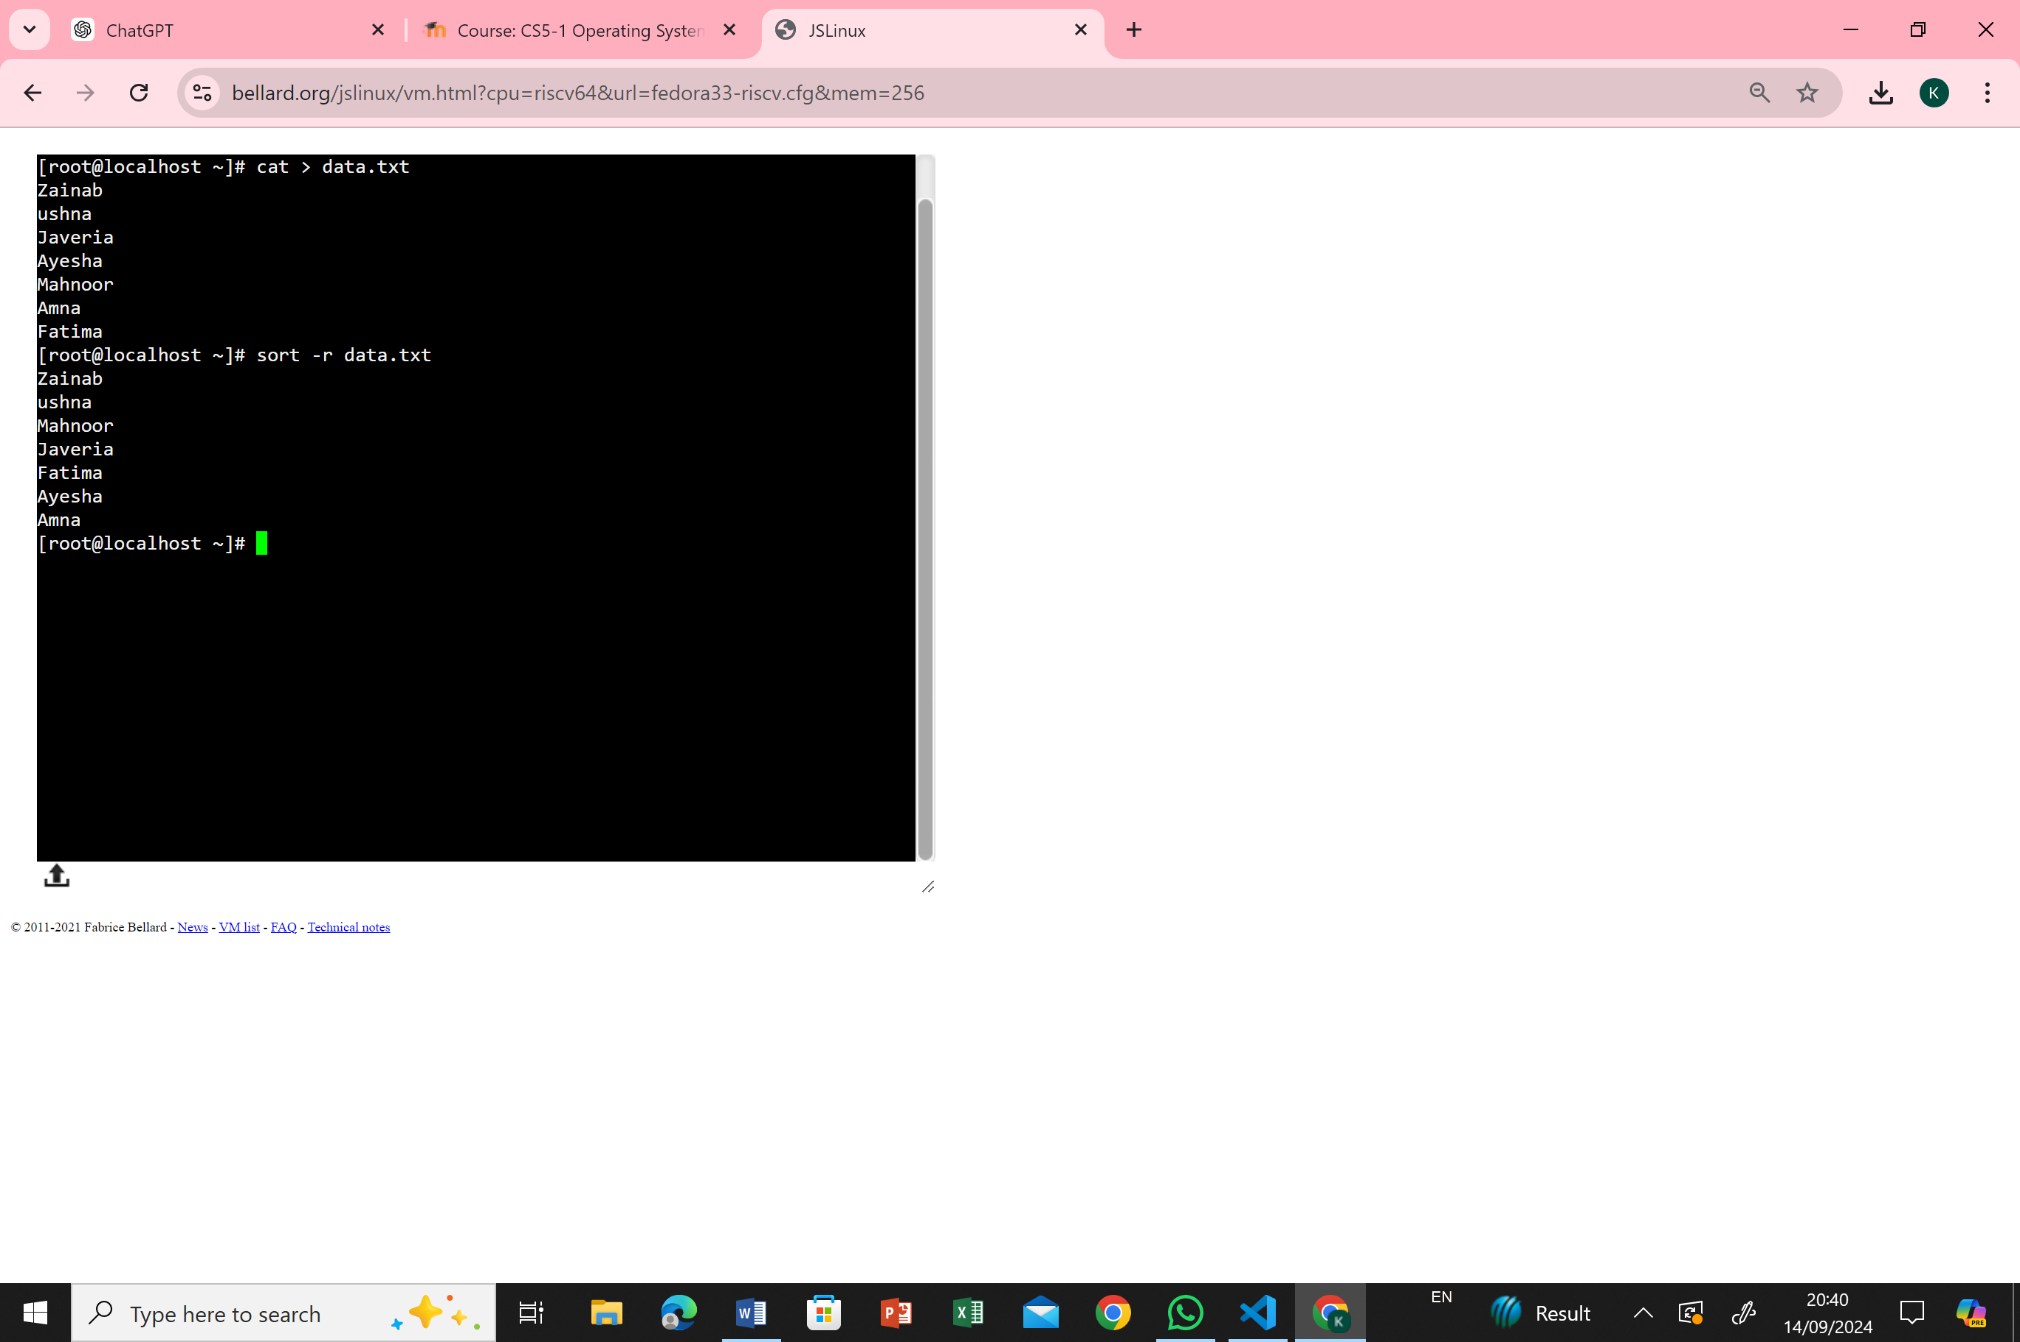 ChatGPT
Course: CS5-1 Operating System
JSLinux
bellard.org/jslinux/vm.html?cpu=riscv64&url=fedora33-riscv.cfg&mem=256
K
[root@localhost ~]# cat > data.txt
Zainab
ushna
Javeria
Ayesha
Mahnoor
Amna
Fatima
[root@localhost ~]# sort -r data.txt
Zainab
ushna
Mahnoor
Javeria
Fatima
Ayesha
Amna
[root@localhost ~]#
© 2011-2021 Fabrice Bellard - News - VM list - FAQ - Technical notes
Type here to search
EN
Result
20:40
14/09/2024
PRE